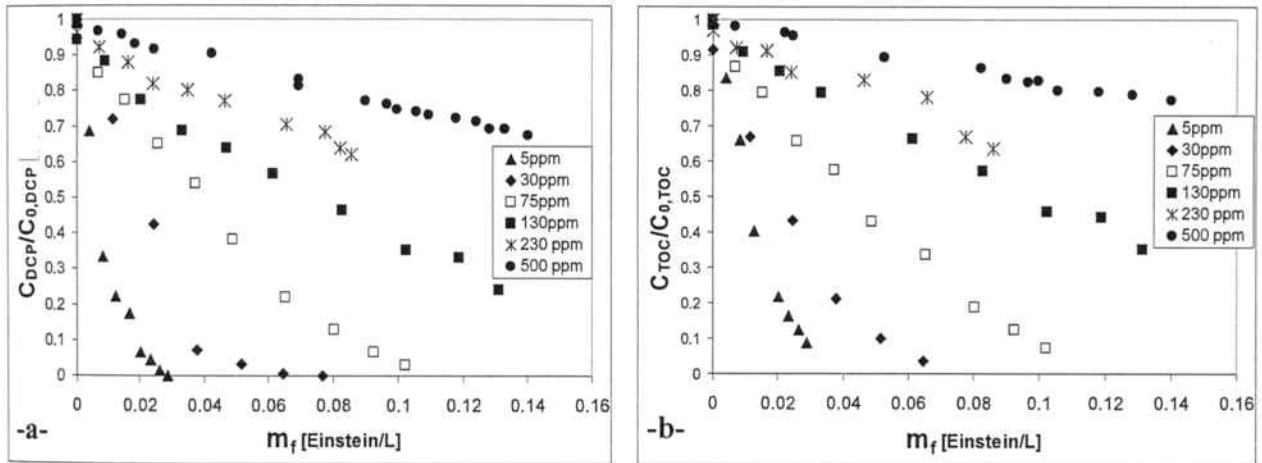 1
0.9
0.8
0.7
0.6
0.5
0.4
0.3
0.2
0.1
0
C_DCP/C_0,DCP
0 0.02 0.04 0.06 0.08 0.1 0.12 0.14 0.16
m_f [Einstein/L]
-a-
5ppm
30ppm
75ppm
130ppm
230 ppm
500 ppm
1
0.9
0.8
0.7
0.6
0.5
0.4
0.3
0.2
0.1
0
C_TOC/C_0,TOC
0 0.02 0.04 0.06 0.08 0.1 0.12 0.14 0.16
m_f [Einstein/L]
-b-
5ppm
30ppm
75ppm
130ppm
230 ppm
500 ppm